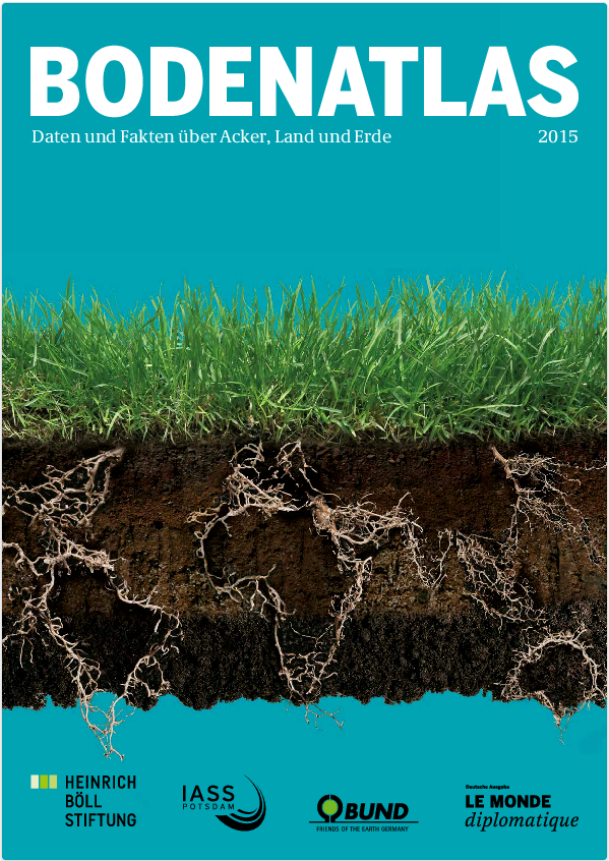 BODENATLAS
Daten und Fakten über Acker, Land und Erde 2015
HEINRICH
BÖLL
STIFTUNG
IASS
POTSDAM
BUND
FRIENDS OF THE EARTH GERMANY
Deutsche Ausgabe
LE MONDE
diplomatique